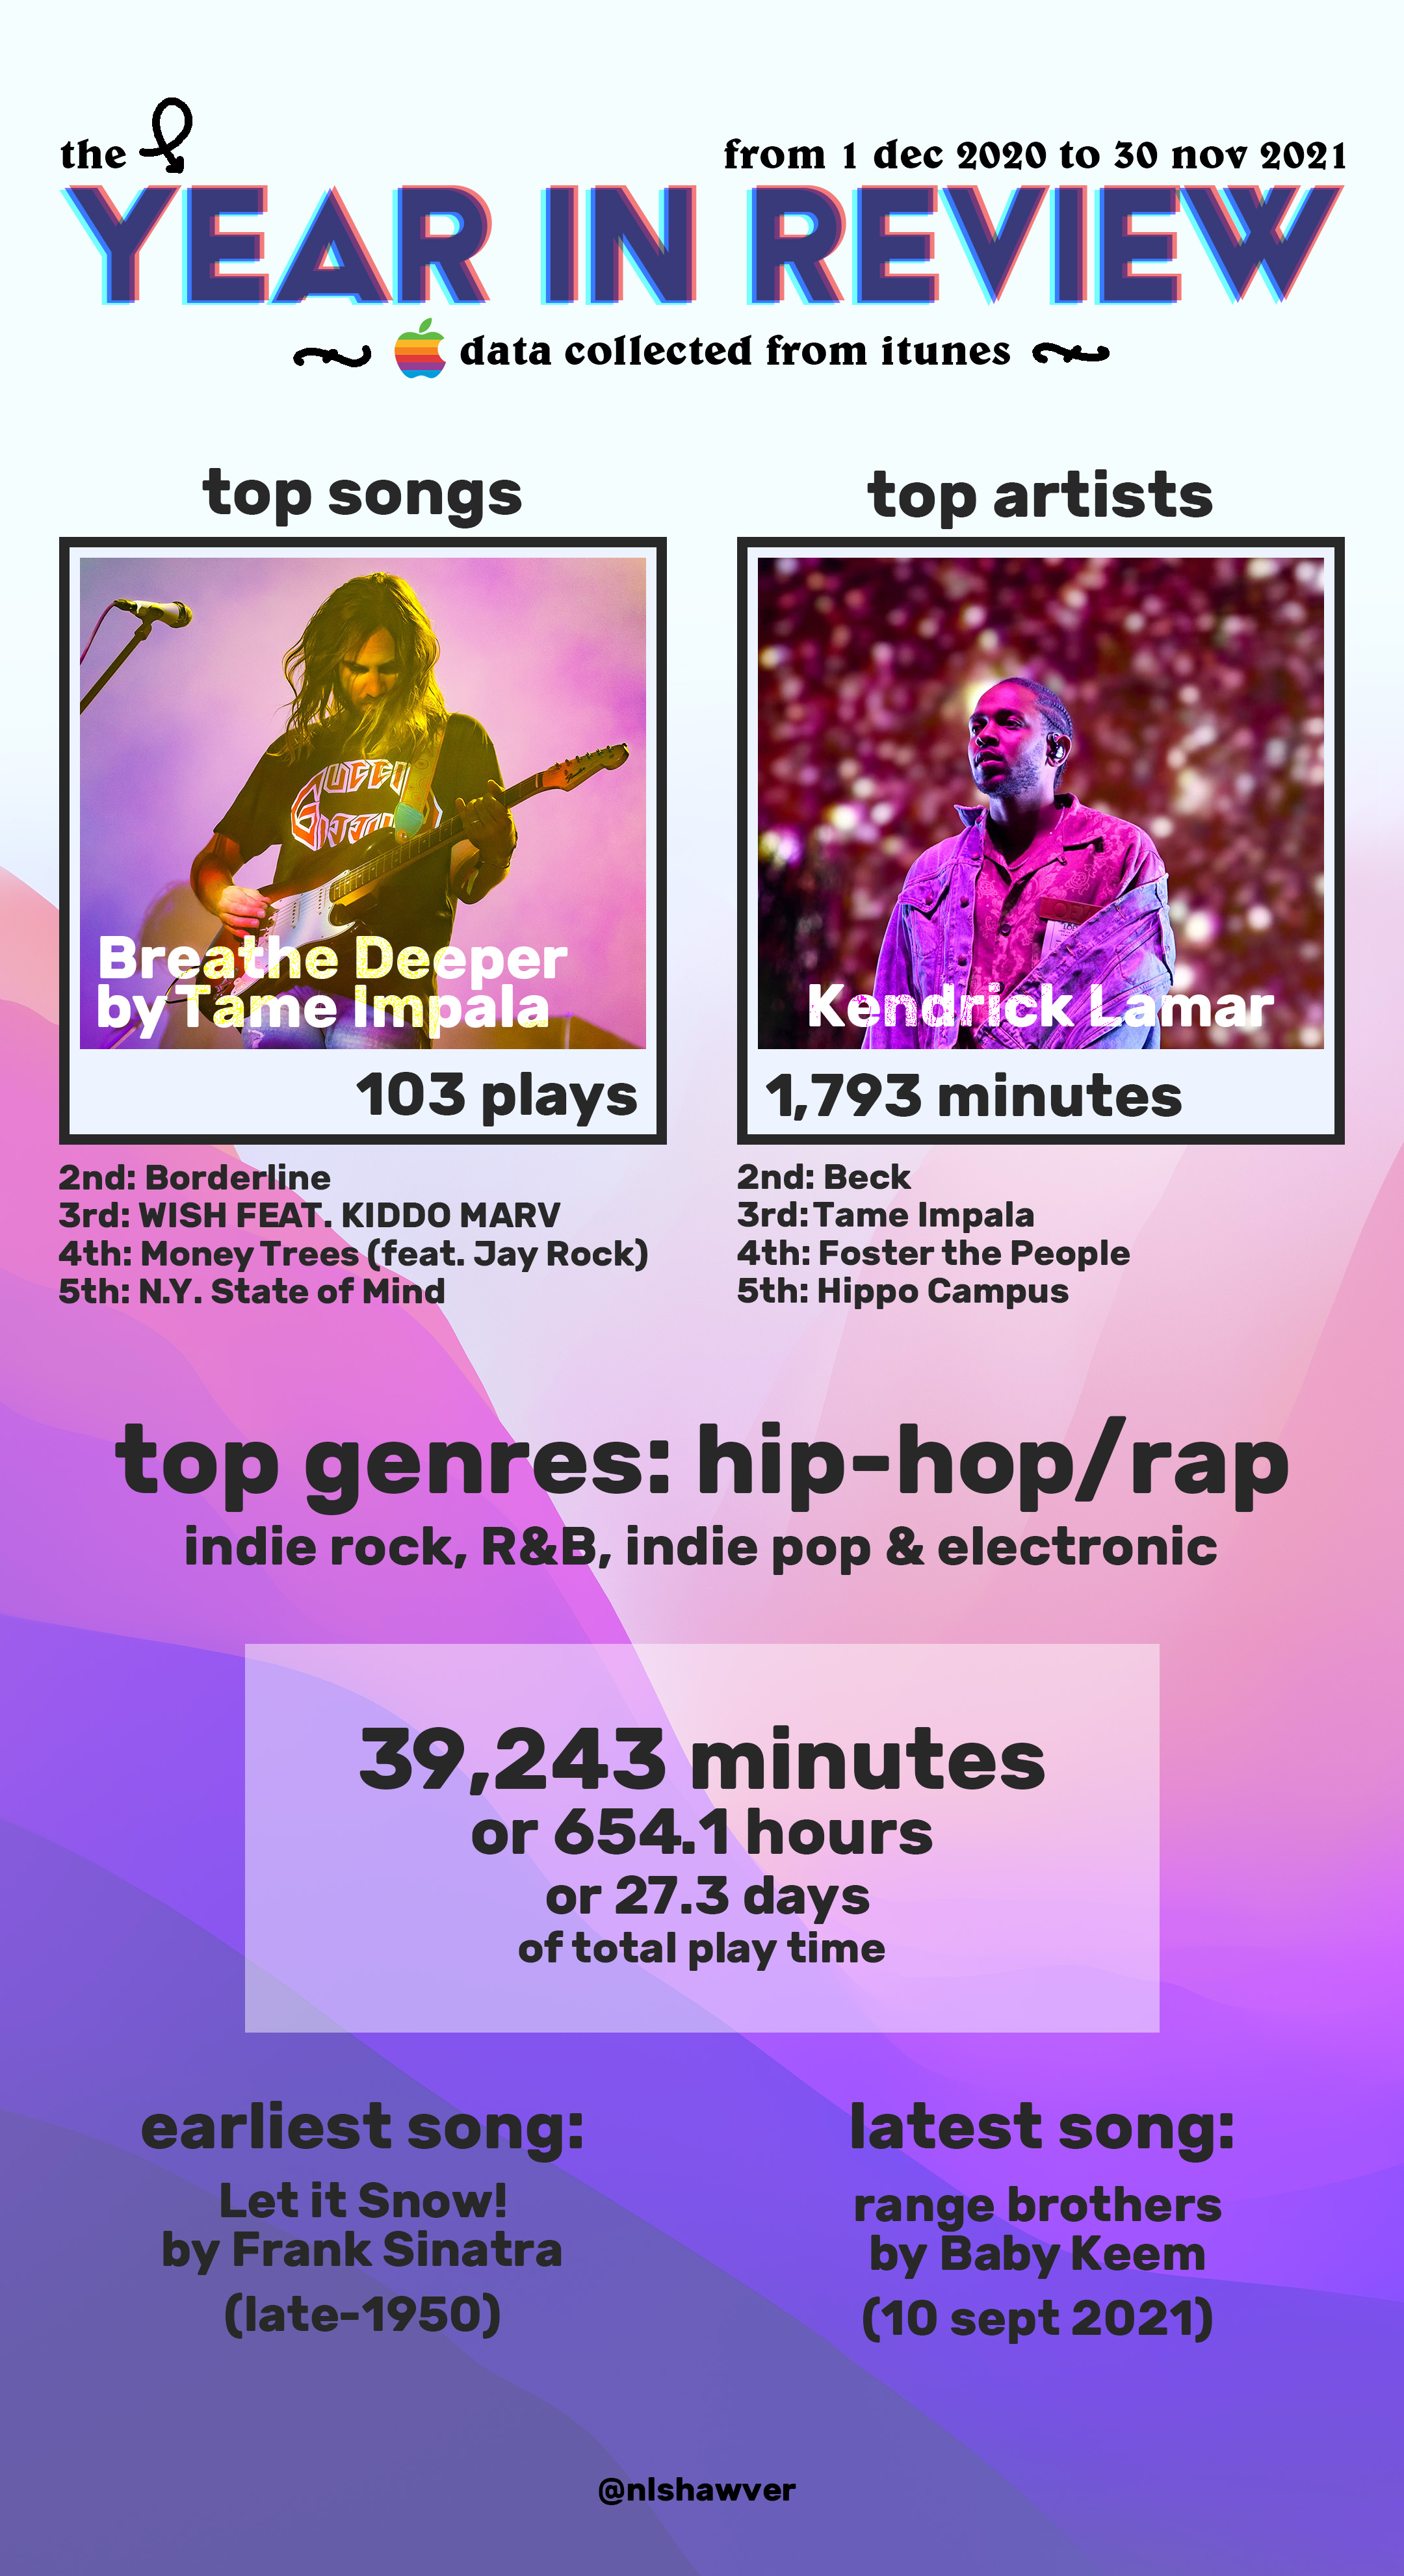 the
from 1 dec 2020 to 30 nov 2021
YEAR IN REVIEW
data collected from itunes
top songs
GUCCI
Breathe Deeper
by Tame Impala
103 plays
2nd: Borderline
3rd: WISH FEAT. KIDDO MARV
4th: Money Trees (feat. Jay Rock)
5th: N.Y. State of Mind
top artists
Kendrick Lamar
1,793 minutes
2nd: Beck
3rd: Tame Impala
4th: Foster the People
5th: Hippo Campus
top genres: hip-hop/rap
indie rock, R&B, indie pop & electronic
39,243 minutes
or 654.1 hours
or 27.3 days
of total play time
earliest song:
Let it Snow!
by Frank Sinatra
(late-1950)
latest song:
range brothers
by Baby Keem
(10 sept 2021)
@nlshawver